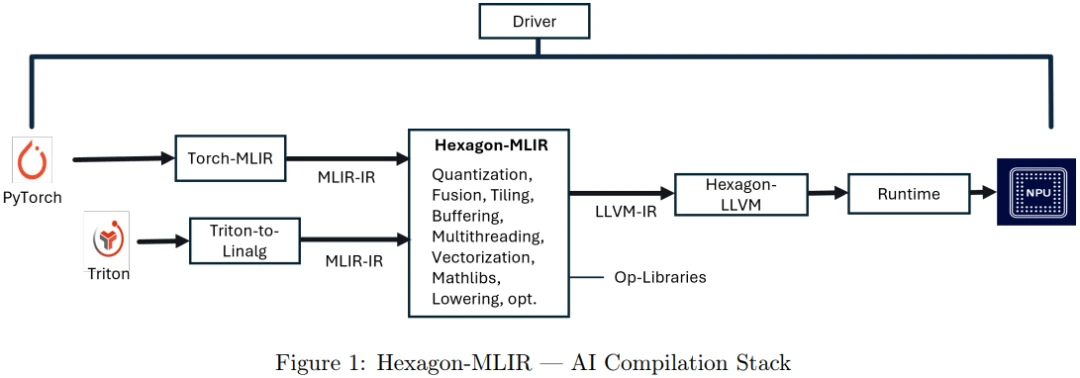 Driver
PyTorch
Torch-MLIR
MLIR-IR
Triton
Triton-to-
Linalg
MLIR-IR
Hexagon-MLIR
Quantization,
Fusion, Tiling,
Buffering,
Multithreading,
Vectorization,
Mathlibs,
Lowering, opt.
LLVM-IR
Op-Libraries
Hexagon-
LLVM
Runtime
NPU
Figure 1: Hexagon-MLIR — AI Compilation Stack